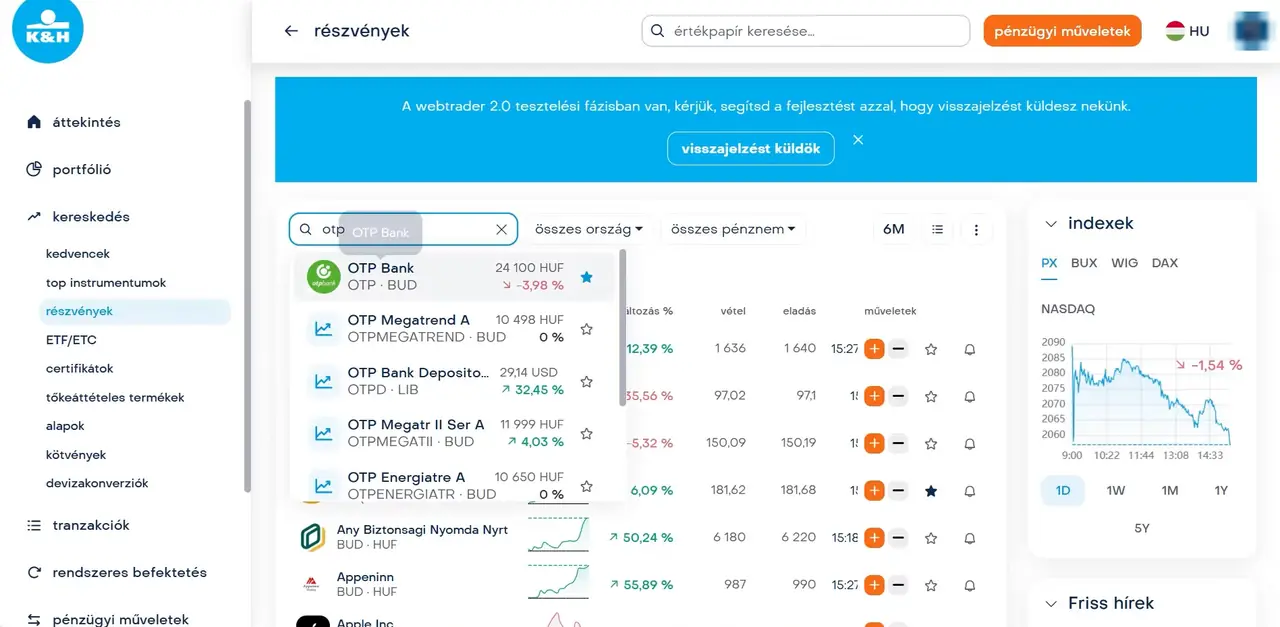 K&H
részvények
értékpapír keresése...
pénzügyi műveletek
HU
áttekintés
portfólió
kereskedés
kedvencek
top instrumentumok
részvények
ETF/ETC
certifikátok
tőkeáttételes termékek
alapok
kötvények
devizakonverziók
tranzakciók
rendszeres befektetés
pénzügyi műveletek
A webtrader 2.0 tesztelési fázisban van, kérjük, segítsd a fejlesztést azzal, hogy visszajelzést küldesz nekünk.
visszajelzést küldök
otp
OTP Bank
összes ország
összes pénznem
6M
OTP Bank 24 100 HUF
OTP · BUD -3,98 %
OTP Megatrend A 10 498 HUF
OTPMEGATREND · BUD 0 %
OTP Bank Deposito... 29,14 USD
OTPD · LIB 32,45 %
OTP Megatr II Ser A 11 999 HUF
OTPMEGATII · BUD 4,03 %
OTP Energiatre A 10 650 HUF
OTPENERGIATR · BUD 0 %
változás % vétel eladás műveletek
12,39 % 1 636 1 640 15:27
35,56 % 97,02 97,1
-5,32 % 150,09 150,19
6,09 % 181,62 181,68
Any Biztonsagi Nyomda Nyrt
BUD · HUF
50,24 % 6 180 6 220 15:18
Appeninn
BUD · HUF
55,89 % 987 990 15:27
Apple Inc
indexek
PX BUX WIG DAX
NASDAQ
2090
2085
2080
2075
2070
2065
2060
-1,54 %
9:00 10:22 11:44 13:08 14:33
1D 1W 1M 1Y
5Y
Friss hírek